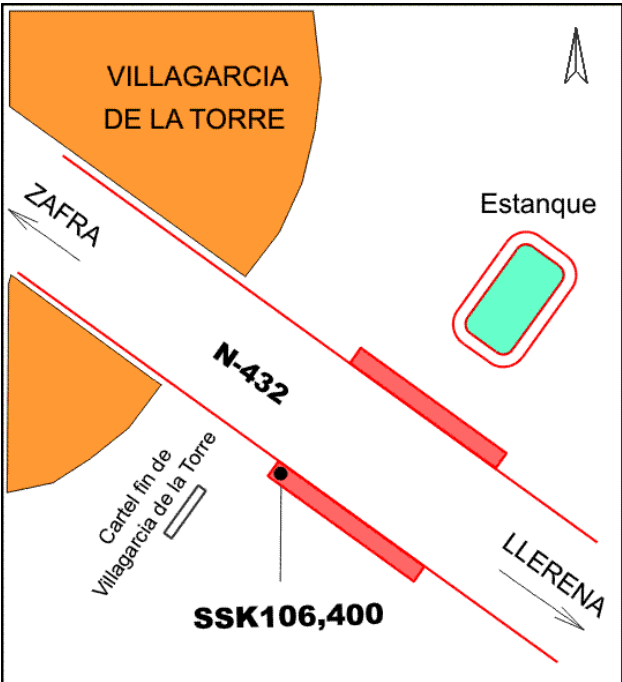 VILLAGARCIA
DE LA TORRE
ZAFRA
Estanque
N-432
Cartel fin de
Villagarcia de la Torre
LLERENA
SSK106,400